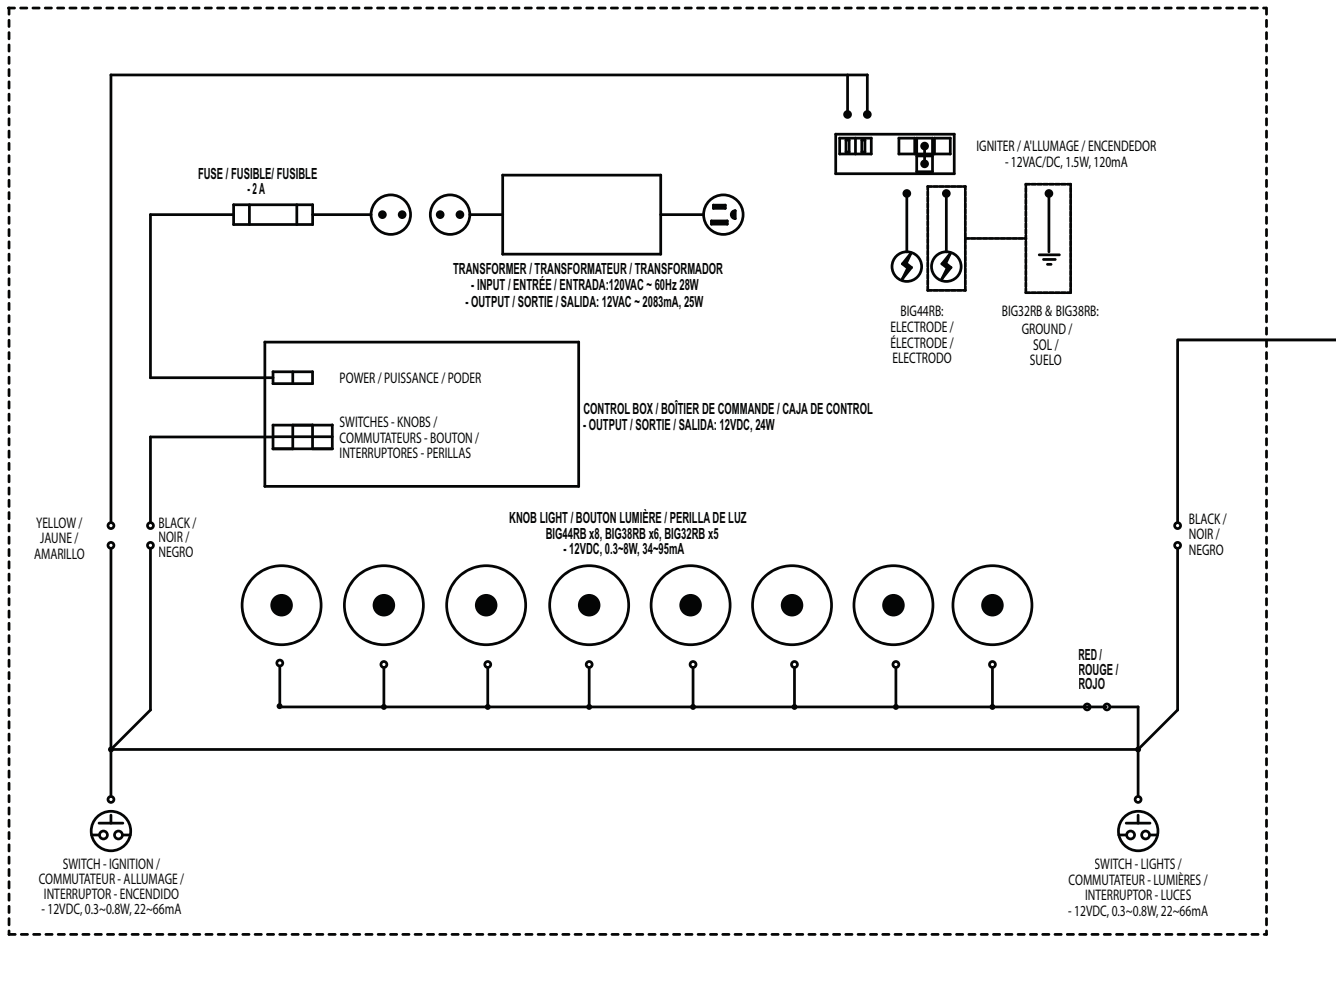 IGNITER / A'LLUMAGE / ENCENDEDOR
- 12VAC/DC, 1.5W, 120mA
FUSE / FUSIBLE/ FUSIBLE
- 2 A
TRANSFORMER / TRANSFORMATEUR / TRANSFORMADOR
- INPUT / ENTRÉE / ENTRADA:120VAC ~ 60Hz 28W
- OUTPUT / SORTIE / SALIDA: 12VAC ~ 2083mA, 25W
BIG44RB:
ELECTRODE /
ÉLECTRODE /
ELECTRODO
BIG32RB & BIG38RB:
GROUND /
SOL /
SUELO
POWER / PUISSANCE / PODER
SWITCHES - KNOBS /
COMMUTATEURS - BOUTON /
INTERRUPTORES - PERILLAS
CONTROL BOX / BOÎTIER DE COMMANDE / CAJA DE CONTROL
- OUTPUT / SORTIE / SALIDA: 12VDC, 24W
YELLOW /
JAUNE /
AMARILLO
BLACK /
NOIR /
NEGRO
KNOB LIGHT / BOUTON LUMIÈRE / PERILLA DE LUZ
BIG44RB x8, BIG38RB x6, BIG32RB x5
- 12VDC, 0.3~8W, 34~95mA
BLACK /
NOIR /
NEGRO
RED /
ROUGE /
ROJO
SWITCH - IGNITION /
COMMUTATEUR - ALLUMAGE /
INTERRUPTOR - ENCENDIDO
- 12VDC, 0.3~0.8W, 22~66mA
SWITCH - LIGHTS /
COMMUTATEUR - LUMIÈRES /
INTERRUPTOR - LUCES
- 12VDC, 0.3~0.8W, 22~66mA